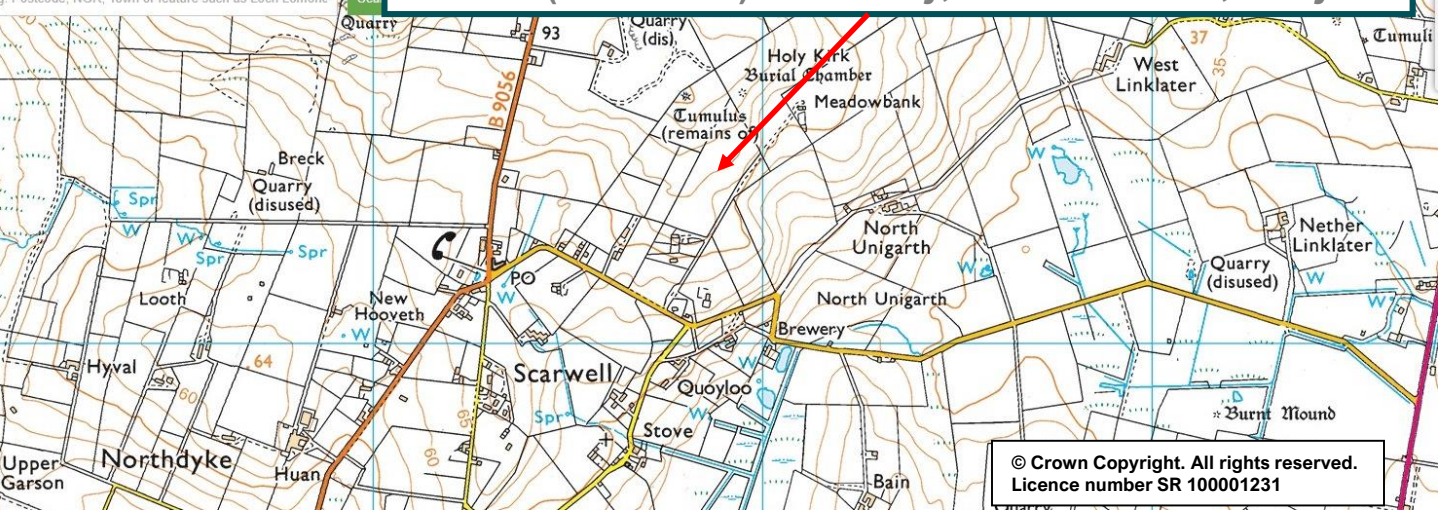 93
Quarry
Quarry
(dis)
B 9056
Holy Kirk
Burial Chamber
Meadowbank
Tumulus
(remains of)
37
35
Tumuli
West
Linklater
W
Breck
Quarry
(disused)
Spr
W
W
Spr
Spr
North
Unigarth
Nether
Linklater
Quarry
(disused)
W
W
W
PO
W
Looth
New
Hooveth
W
North Unigarth
Brewery
Hyval
64
60
Scarwell
W
Quoyloo
W
Spr
65
60
Stove
Burnt Mound
Upper
Garson
Northdyke
Huan
Bain
Quarry
© Crown Copyright. All rights reserved.
Licence number SR 100001231